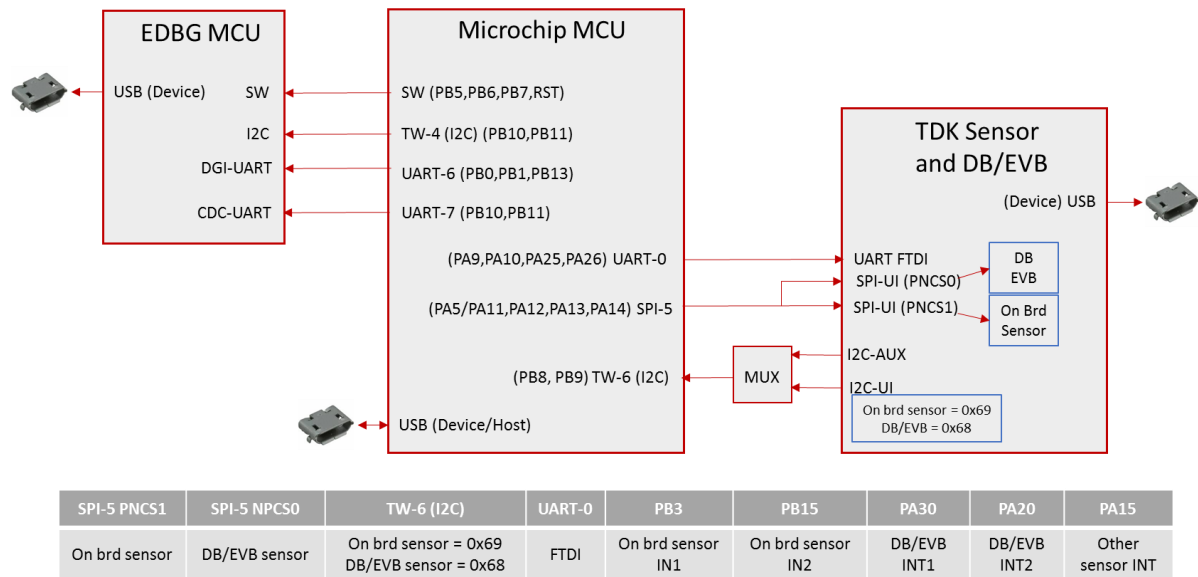 EDBG MCU
USB (Device)
SW
I2C
DGI-UART
CDC-UART
Microchip MCU
SW (PB5,PB6,PB7,RST)
TW-4 (I2C) (PB10,PB11)
UART-6 (PB0,PB1,PB13)
UART-7 (PB10,PB11)
(PA9,PA10,PA25,PA26) UART-0
(PA5/PA11,PA12,PA13,PA14) SPI-5
(PB8, PB9) TW-6 (I2C)
USB (Device/Host)
MUX
TDK Sensor
and DB/EVB
(Device) USB
UART FTDI
SPI-UI (PNCS0)
SPI-UI (PNCS1)
DB
EVB
On Brd
Sensor
I2C-AUX
I2C-UI
On brd sensor = 0x69
DB/EVB = 0x68
SPI-5 PNCS1 SPI-5 NPCS0 TW-6 (I2C) UART-0 PB3 PB15 PA30 PA20 PA15
On brd sensor DB/EVB sensor On brd sensor = 0x69 FTDI On brd sensor On brd sensor DB/EVB DB/EVB Other
DB/EVB sensor = 0x68 IN1 IN2 INT1 INT2 sensor INT